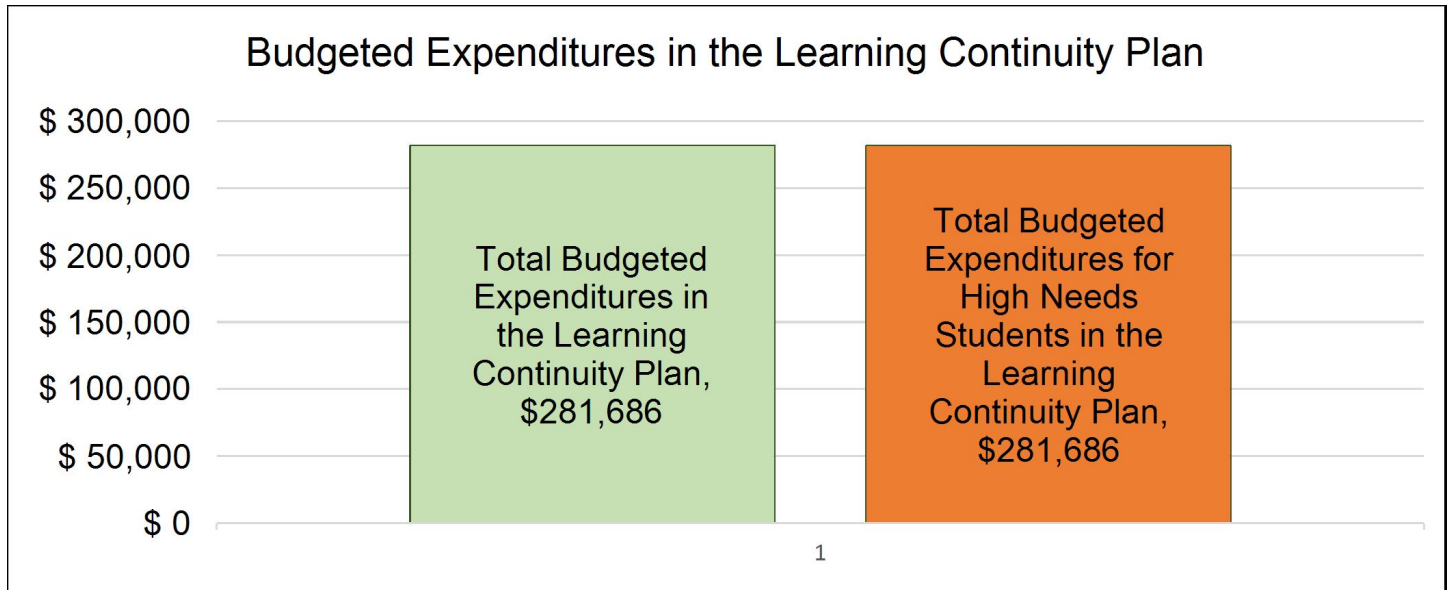 Budgeted Expenditures in the Learning Continuity Plan
$ 300,000
$ 250,000
$ 200,000
$ 150,000
$ 100,000
$ 50,000
$ 0
Total Budgeted
Expenditures in
the Learning
Continuity Plan,
$281,686
Total Budgeted
Expenditures for
High Needs
Students in the
Learning
Continuity Plan,
$281,686
1